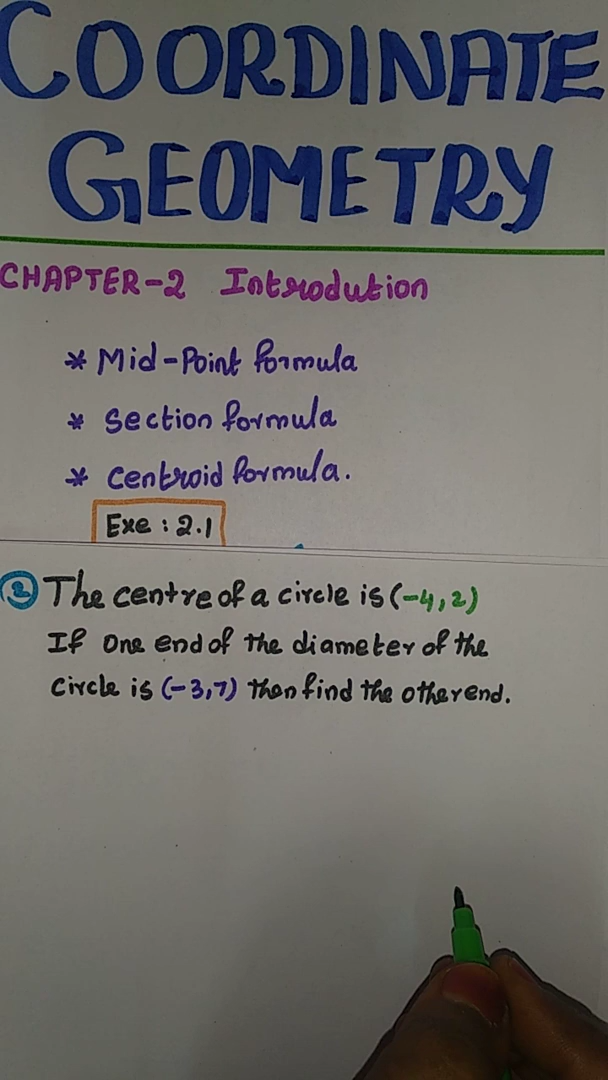 COORDINATE
GEOMETRY
CHAPTER-2 Introdution
* Mid-Point formula
* Section formula
* Centroid formula.
Exe : 2.1
② The centre of a circle is (-4,2)
If One end of the diameter of the
Circle is (-3,7) then find the other end.